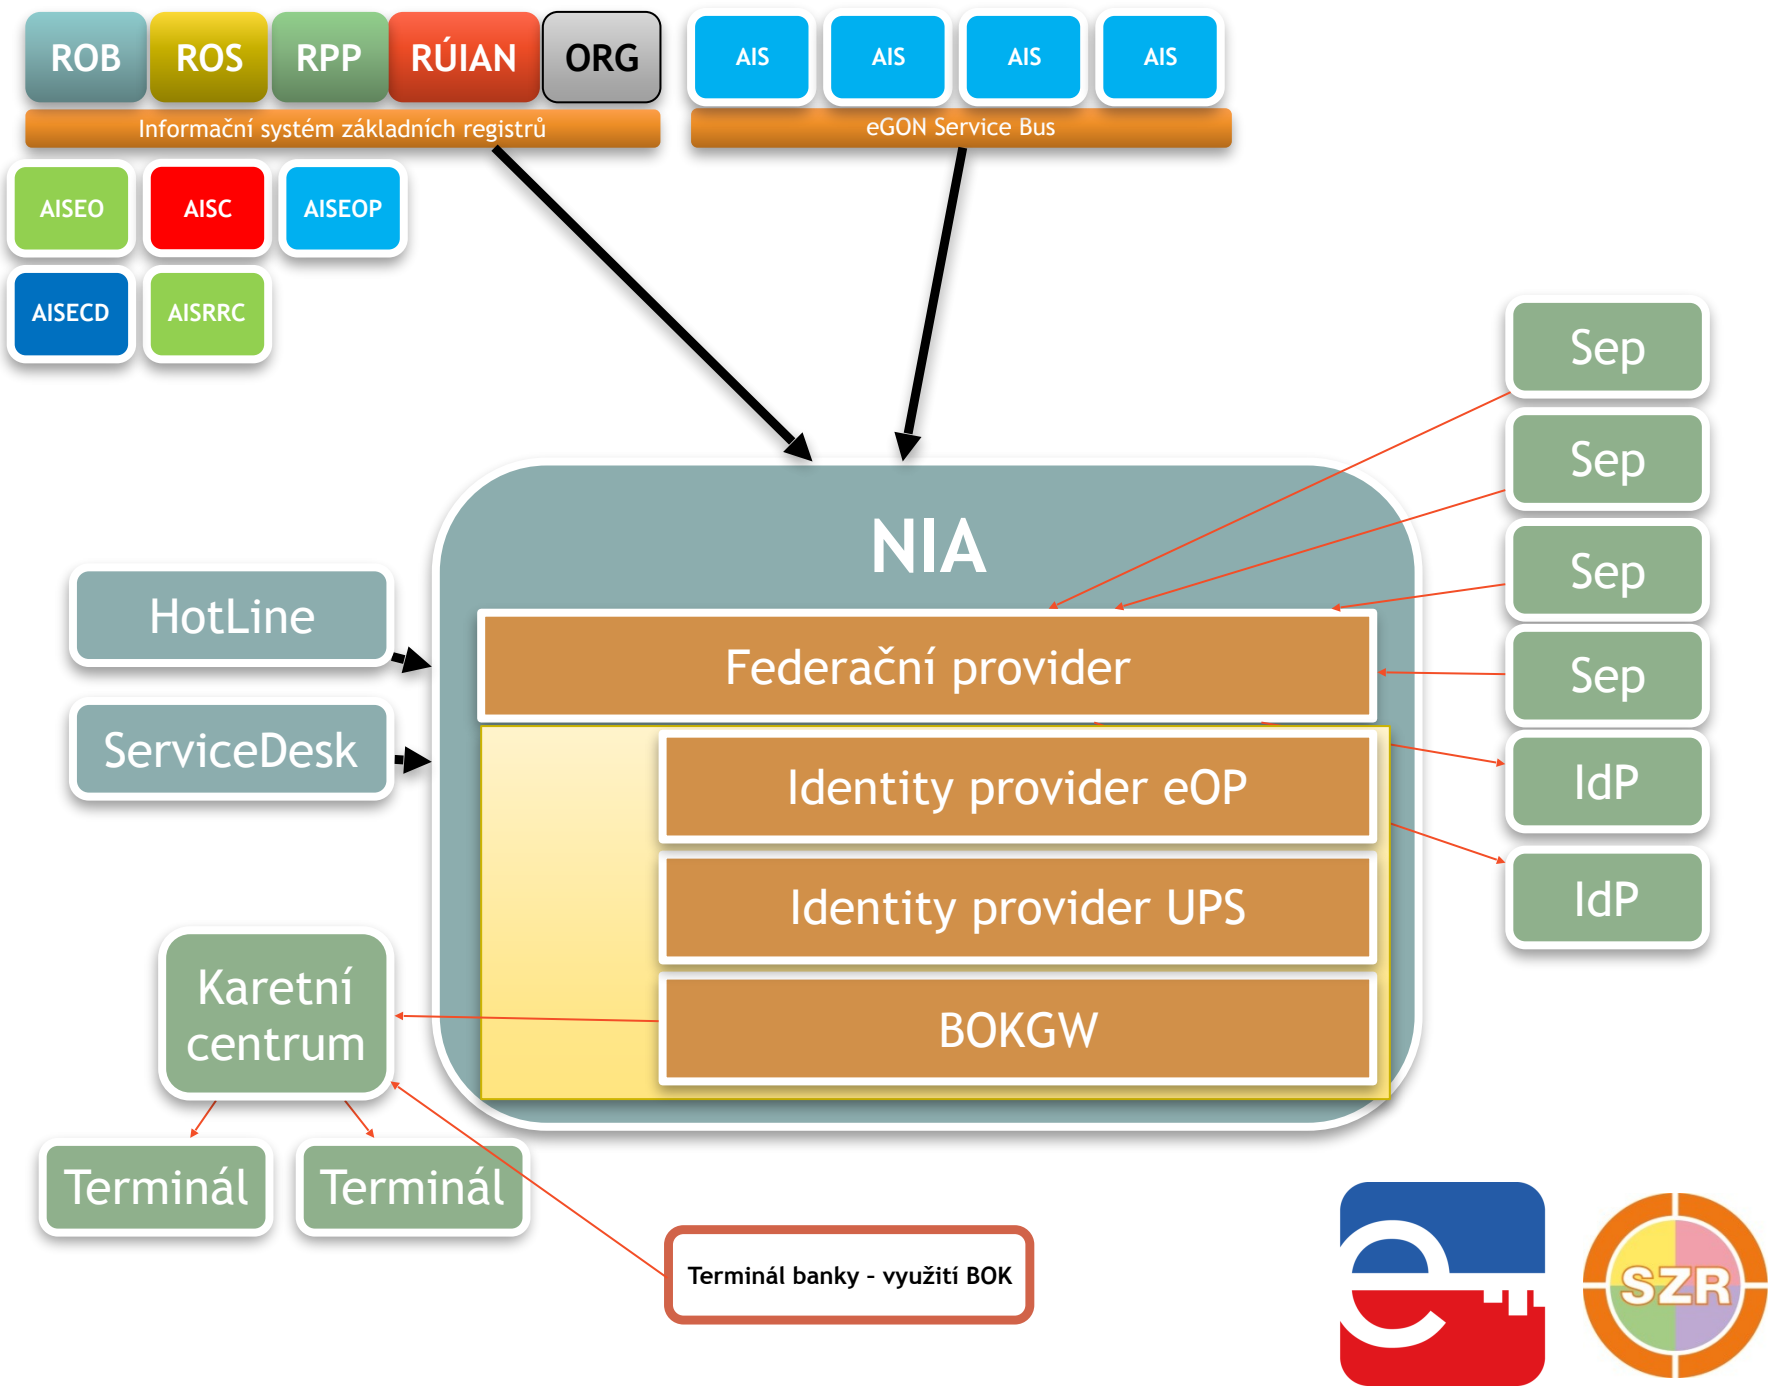 ROB ROS RPP RÚIAN ORG
AIS AIS AIS AIS
Informační systém základních registrů
eGON Service Bus
AISEO AISC AISEOP
AISECD AISRRC
Sep
Sep
Sep
Sep
IdP
IdP
NIA
HotLine
ServiceDesk
Federační provider
Identity provider eOP
Identity provider UPS
BOKGW
Karetní
centrum
Terminál Terminál
Terminál banky - využití BOK
SZR